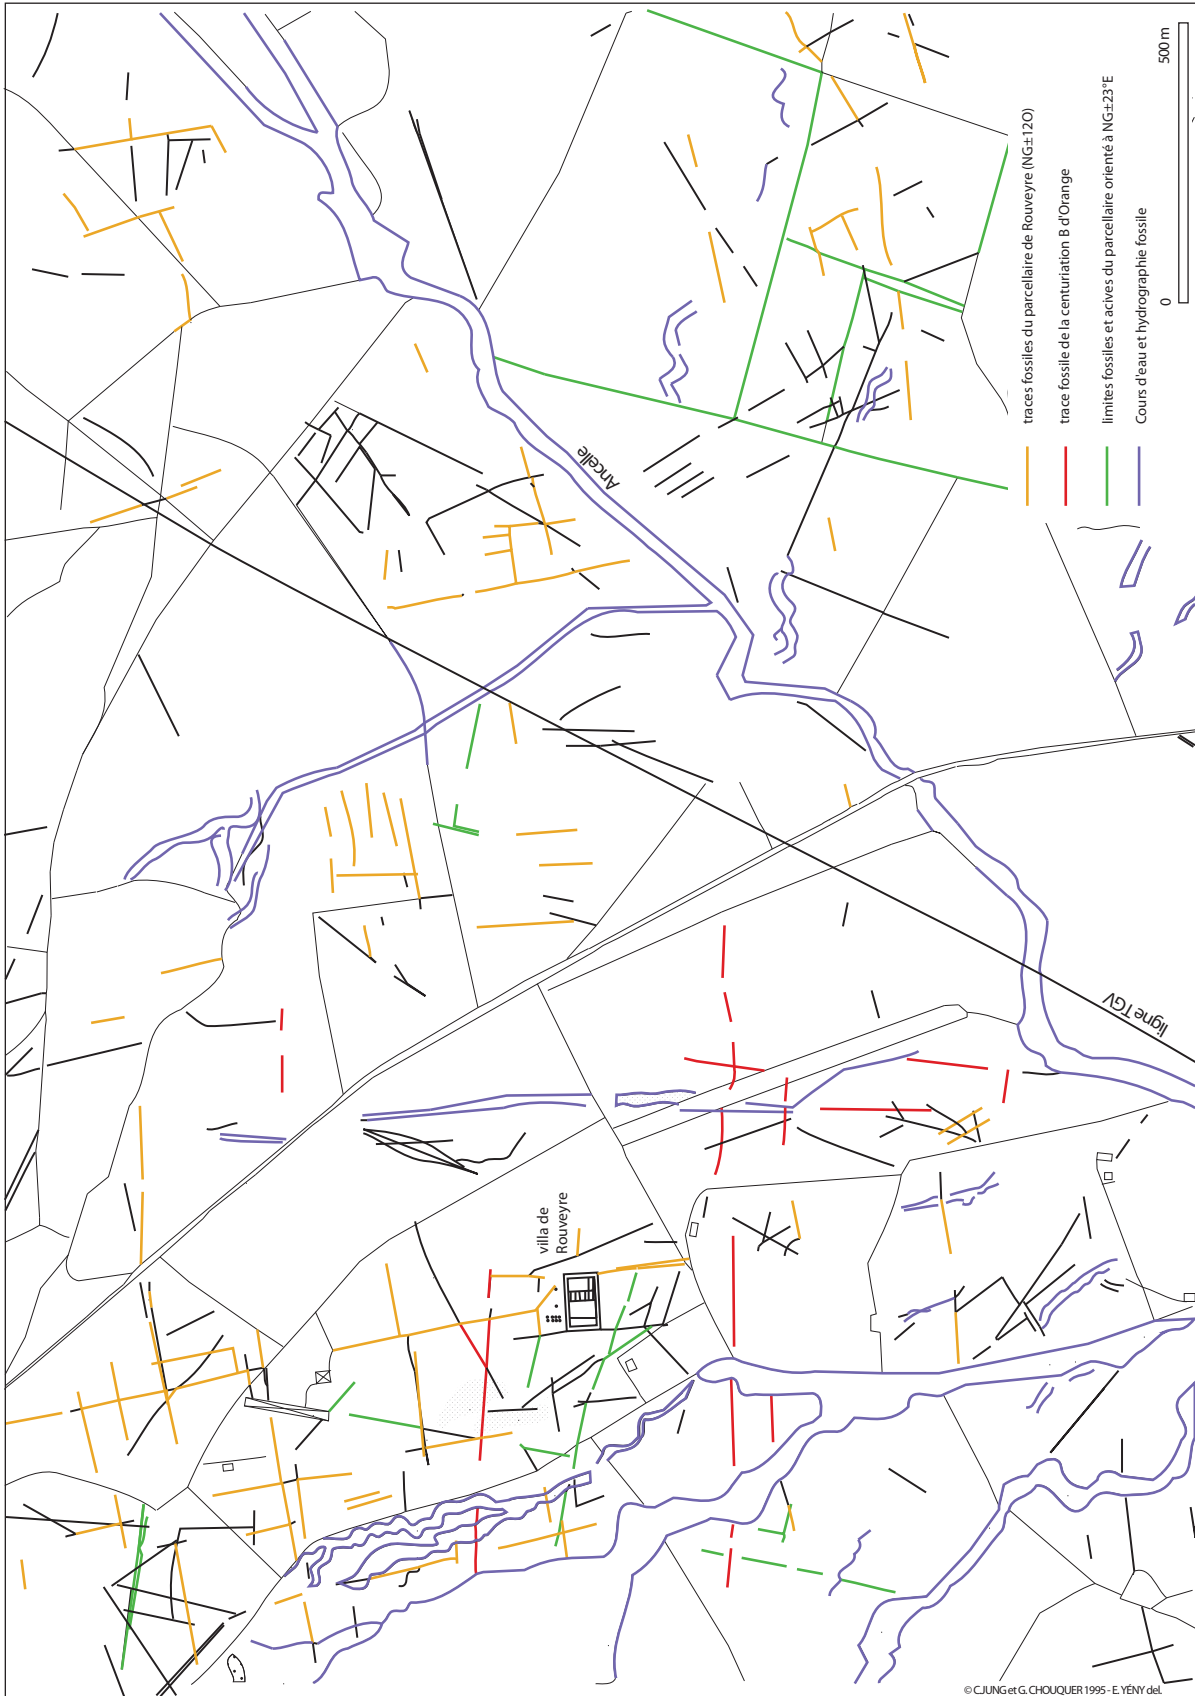 Ancelle
ligne TGV
villa de
Rouveyre
traces fossiles du parcellaire de Rouveyre (NG±12O)
trace fossile de la centuriation B d'Orange
limites fossiles et acives du parcellaire orienté à NG±23°E
Cours d'eau et hydrographie fossile
0
500 m
© C.JUNG et G. CHOUQUER 1995 - E. YÉNY del.